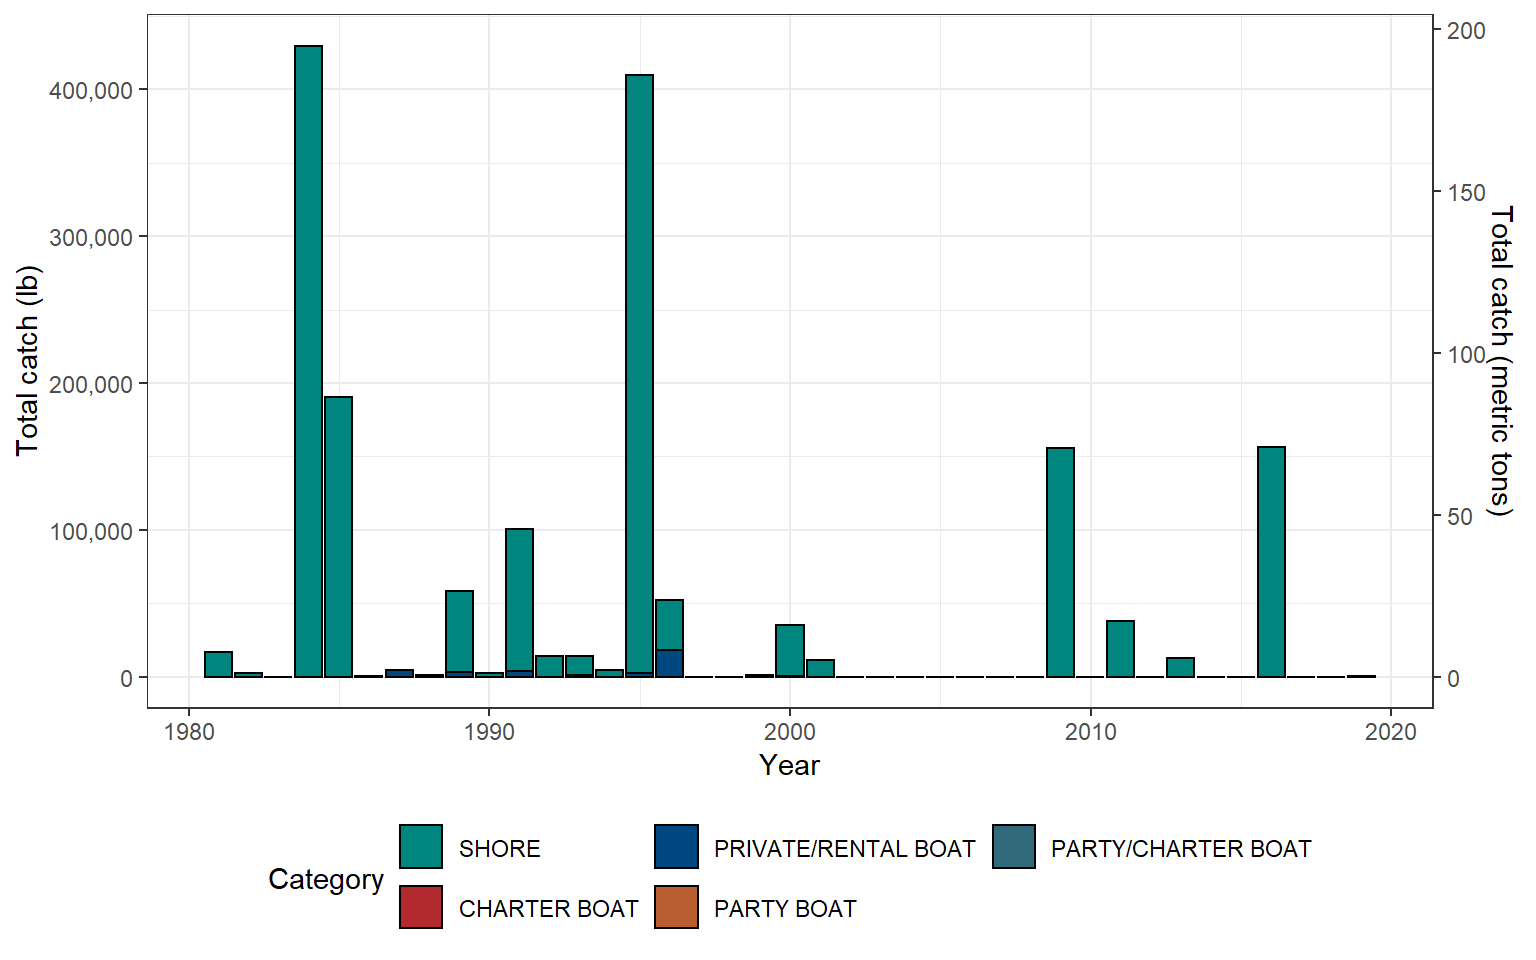 Total catch (lb)
400,000
300,000
200,000
100,000
0
200
150
100
50
0
Total catch (metric tons)
1980 1990 2000 2010 2020
Year
Category
SHORE PRIVATE/RENTAL BOAT PARTY/CHARTER BOAT
CHARTER BOAT PARTY BOAT